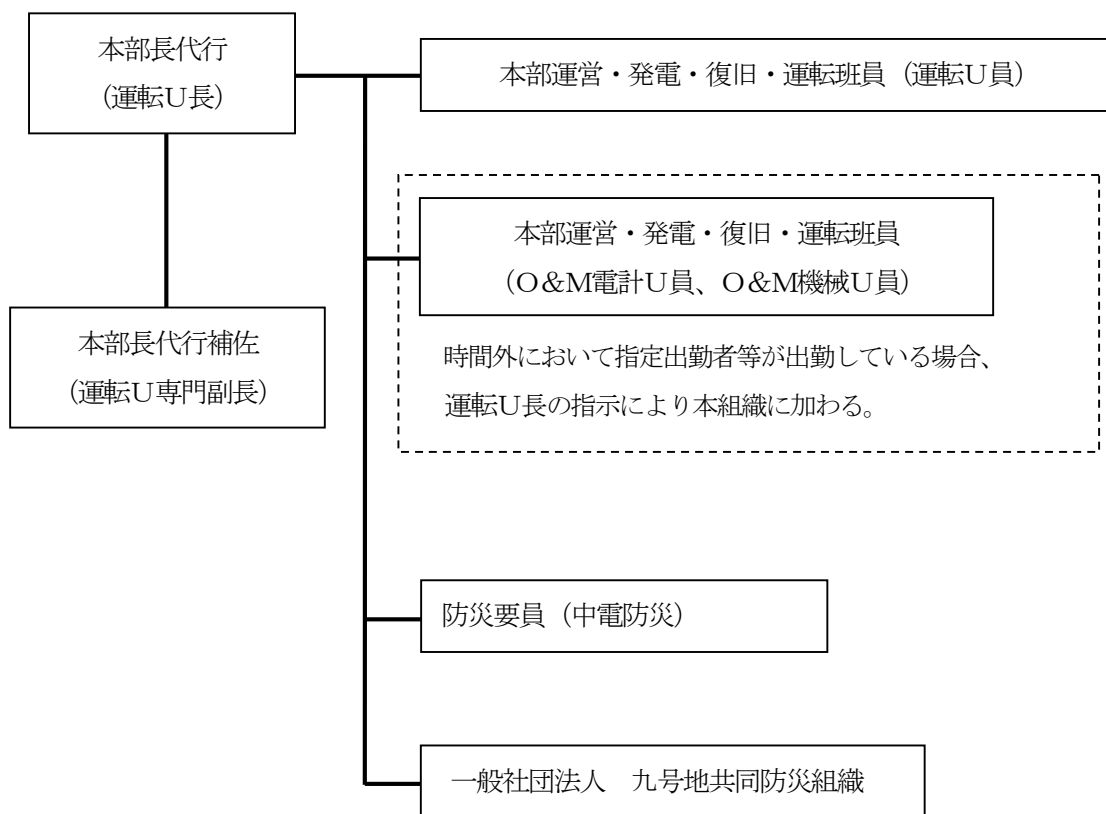 本部長代行
(運転U長)
本部運営・発電・復旧・運転班員(運転U員)
本部運営・発電・復旧・運転班員
(O&M電計U員、O&M機械U員)
本部長代行補佐
(運転U専門副長)
時間外において指定出勤者等が出勤している場合、
運転U長の指示により本組織に加わる。
防災要員(中電防災)
一般社団法人　九号地共同防災組織